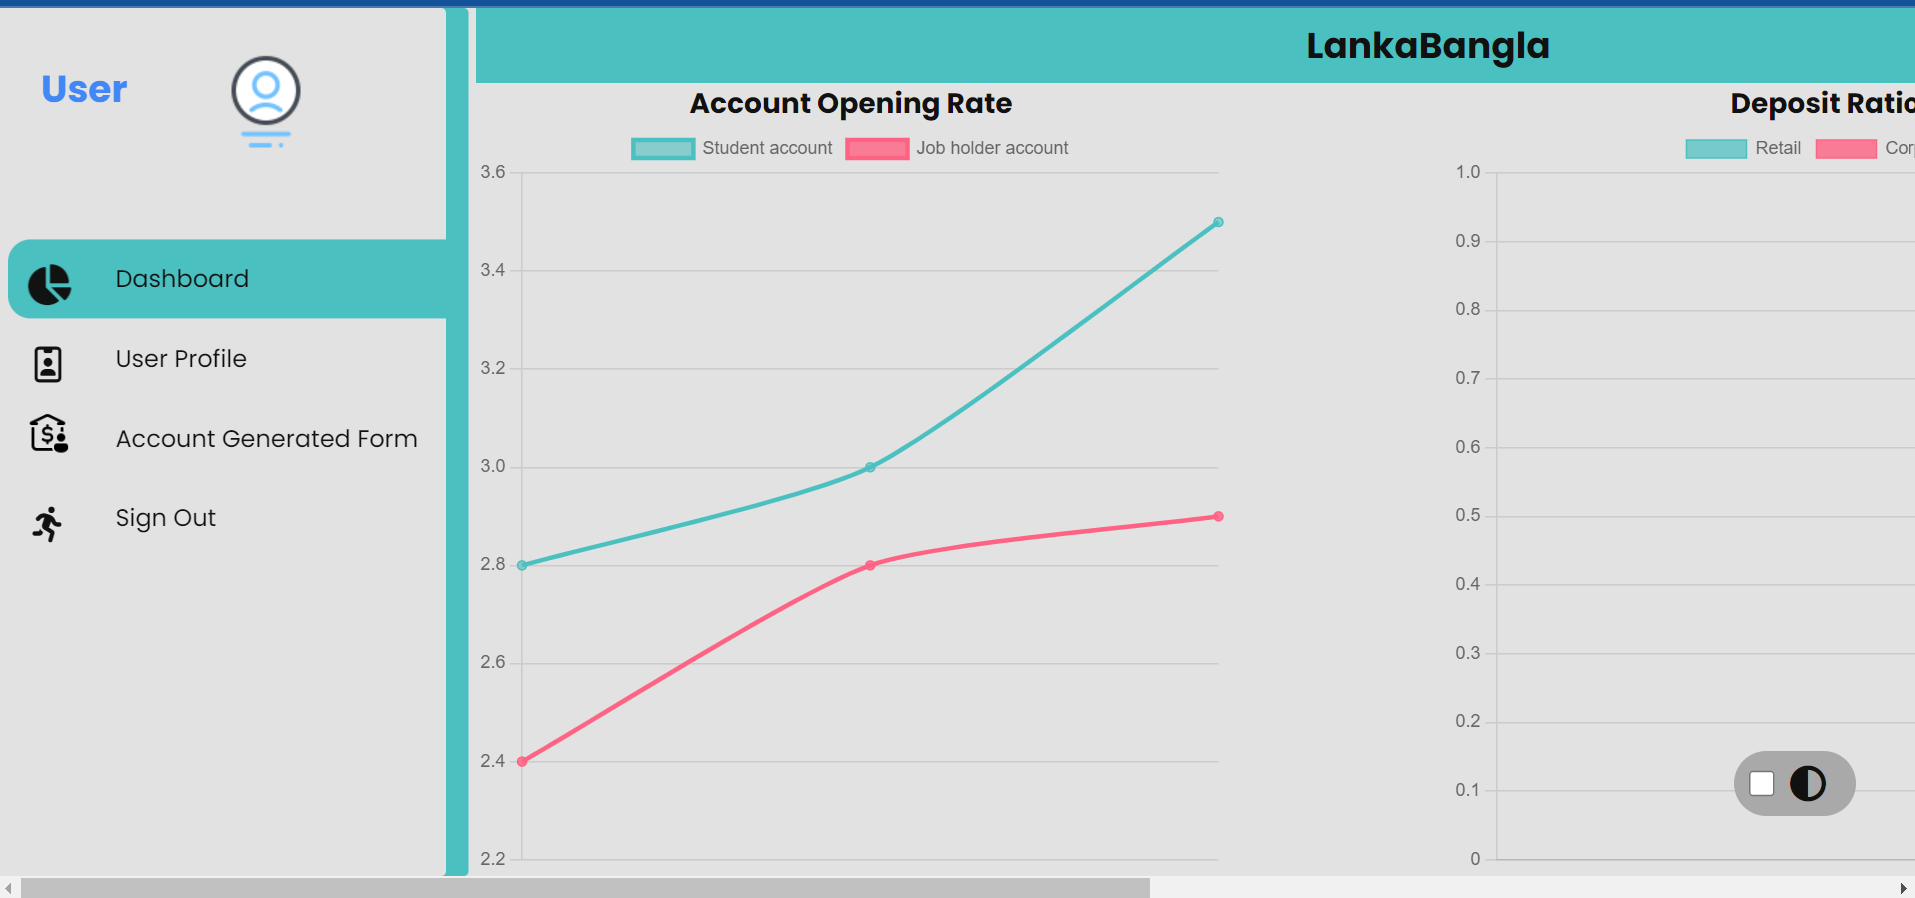 User
Dashboard
User Profile
Account Generated Form
Sign Out
LankaBangla
Account Opening Rate
Student account Job holder account
3.6
3.4
3.2
3.0
2.8
2.6
2.4
2.2
Deposit Ratio
Retail Cor
1.0
0.9
0.8
0.7
0.6
0.5
0.4
0.3
0.2
0.1
0